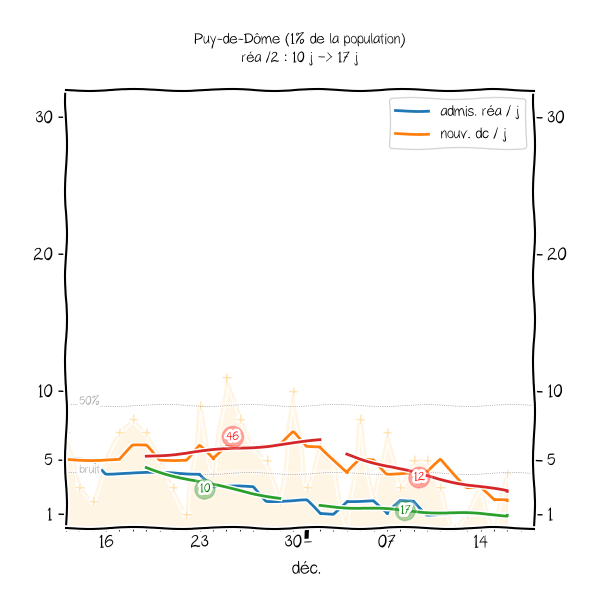 Puy-de-Dôme (1% de la population)
réa /2 : 10 j -> 17 j
admis. réa / j
nouv. dc / j
30
30
20
20
10
10
50%
46
5
5
bruit
12
10
17
1
1
16 23 30 07 14
déc.